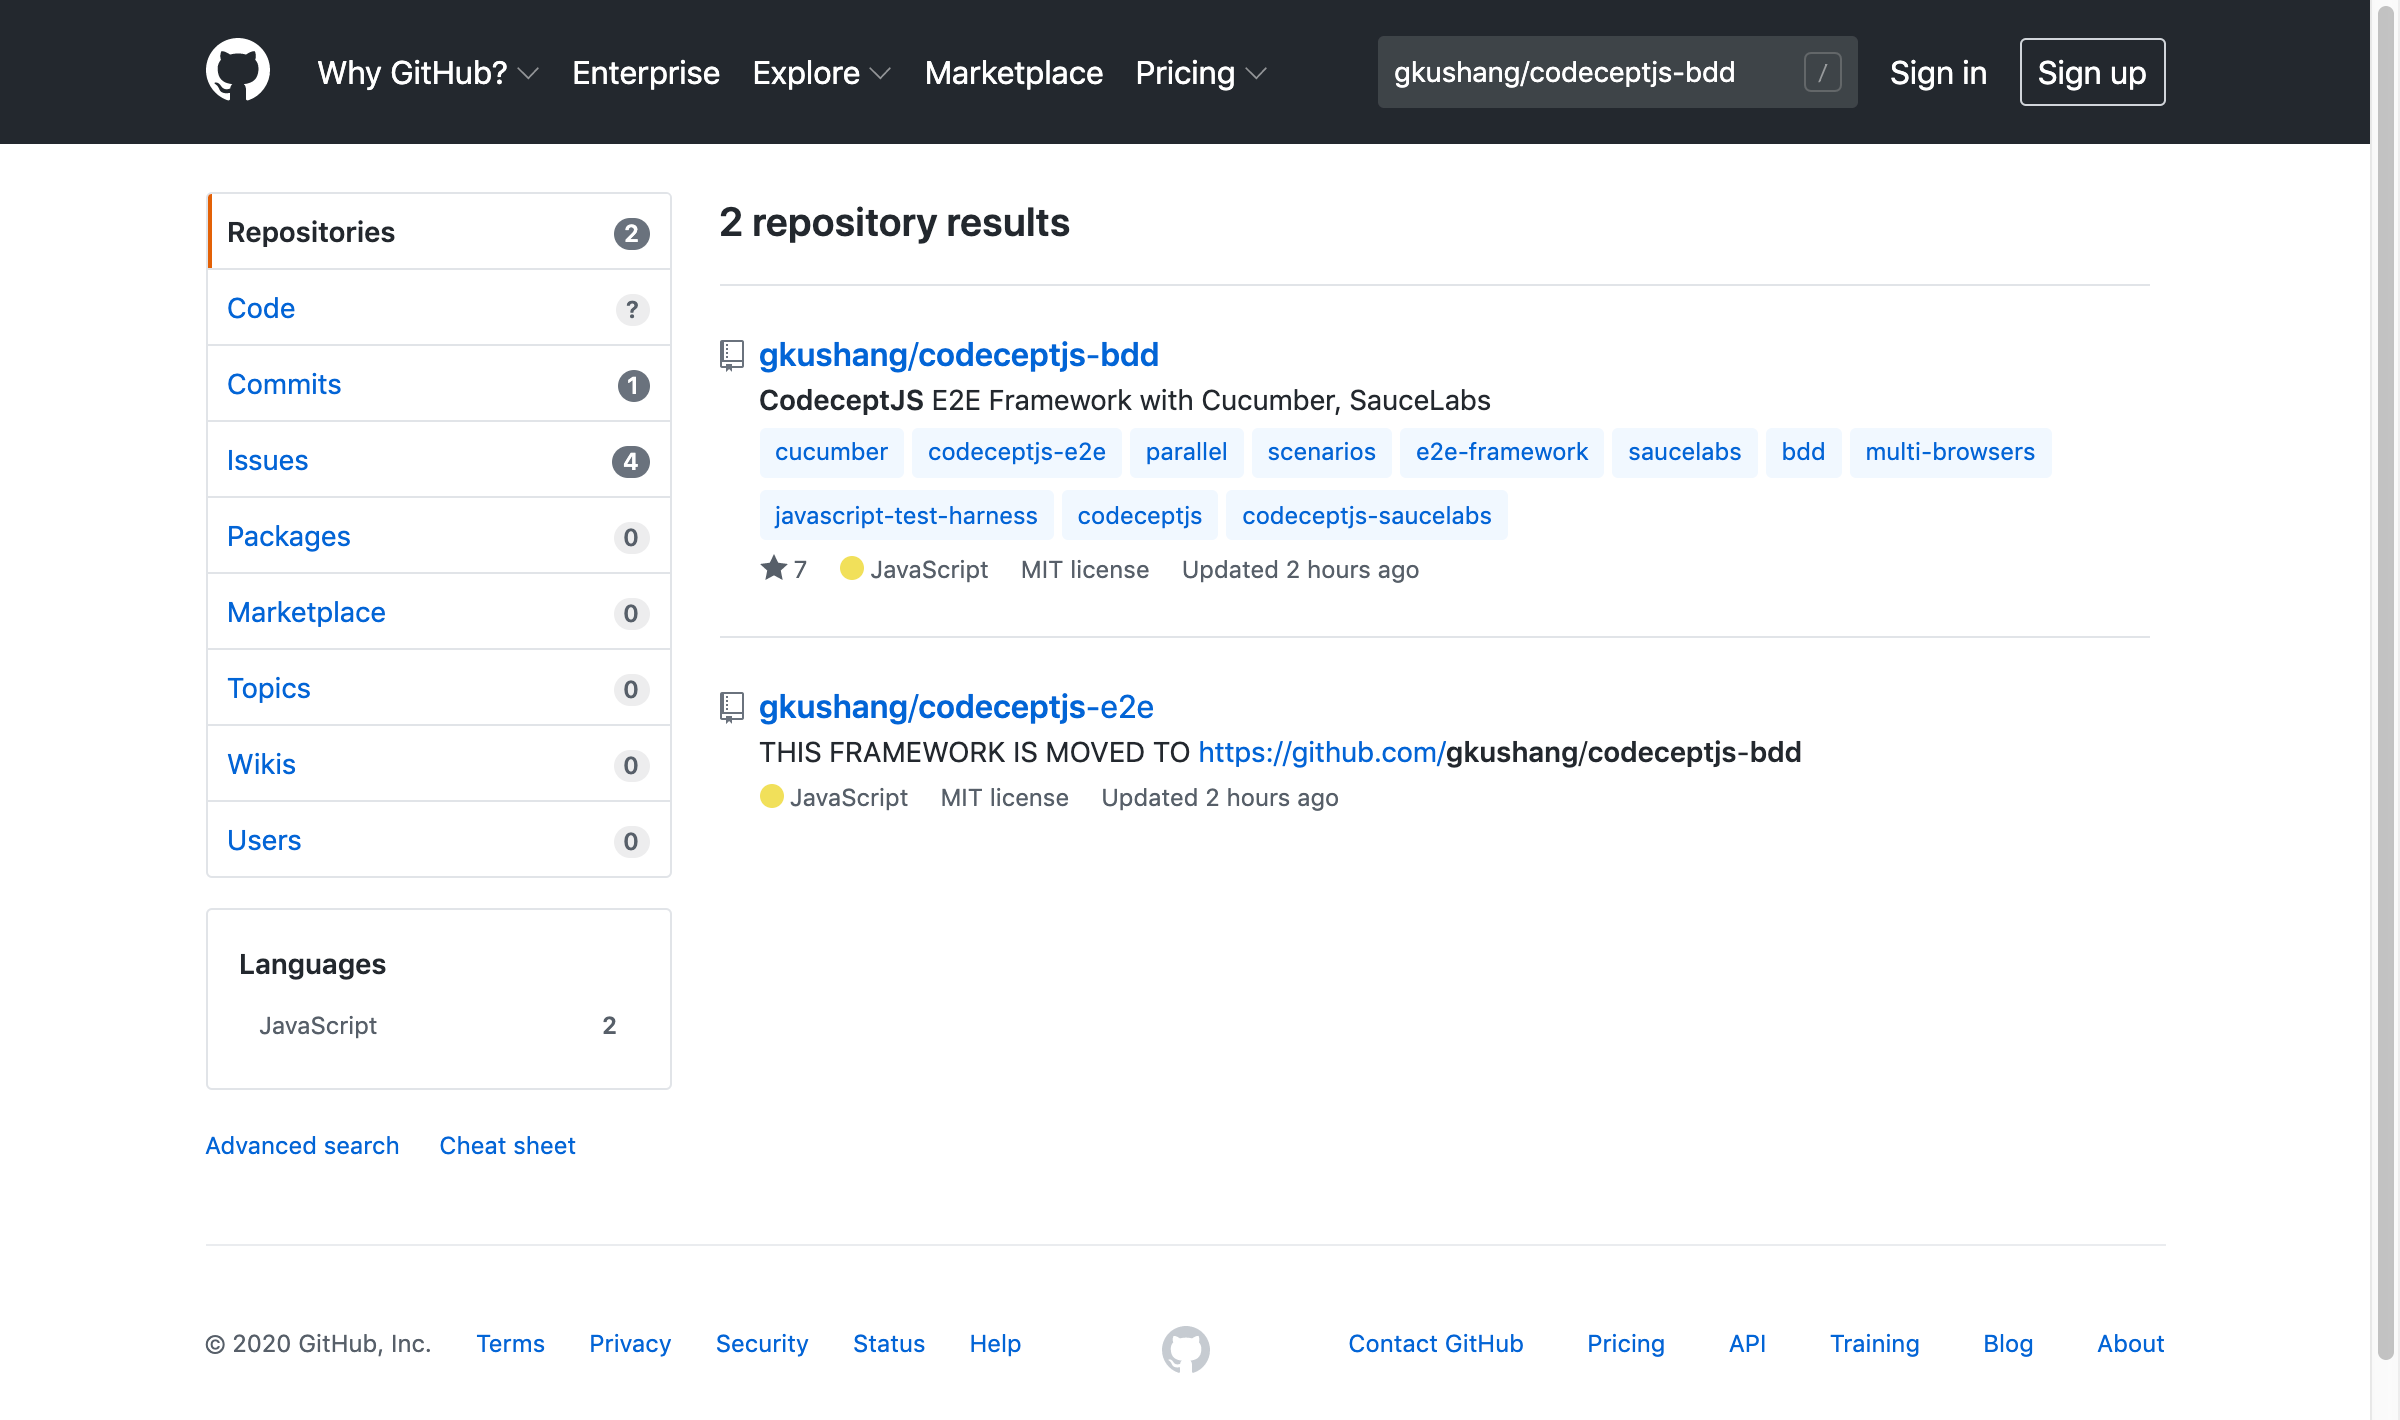 Why GitHub? Enterprise Explore Marketplace Pricing gkushang/codeceptjs-bdd / Sign in Sign up
Repositories 2
Code ?
Commits 1
Issues 4
Packages 0
Marketplace 0
Topics 0
Wikis 0
Users 0
Languages
JavaScript 2
Advanced search Cheat sheet
2 repository results
gkushang/codeceptjs-bdd
CodeceptJS E2E Framework with Cucumber, SauceLabs
cucumber codeceptjs-e2e parallel scenarios e2e-framework saucelabs bdd multi-browsers
javascript-test-harness codeceptjs codeceptjs-saucelabs
7 JavaScript MIT license Updated 2 hours ago
gkushang/codeceptjs-e2e
THIS FRAMEWORK IS MOVED TO https://github.com/gkushang/codeceptjs-bdd
JavaScript MIT license Updated 2 hours ago
© 2020 GitHub, Inc. Terms Privacy Security Status Help Contact GitHub Pricing API Training Blog About